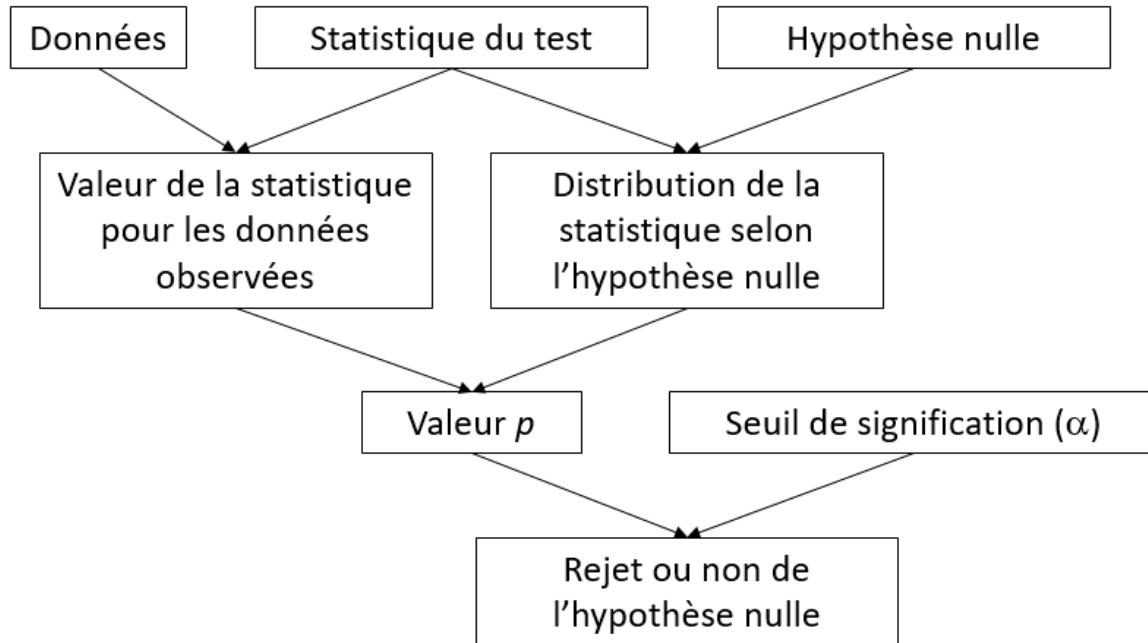 Données
Statistique du test
Hypothèse nulle
Valeur de la statistique
pour les données
observées
Distribution de la
statistique selon
l’hypothèse nulle
Valeur p
Seuil de signification (α)
Rejet ou non de
l’hypothèse nulle